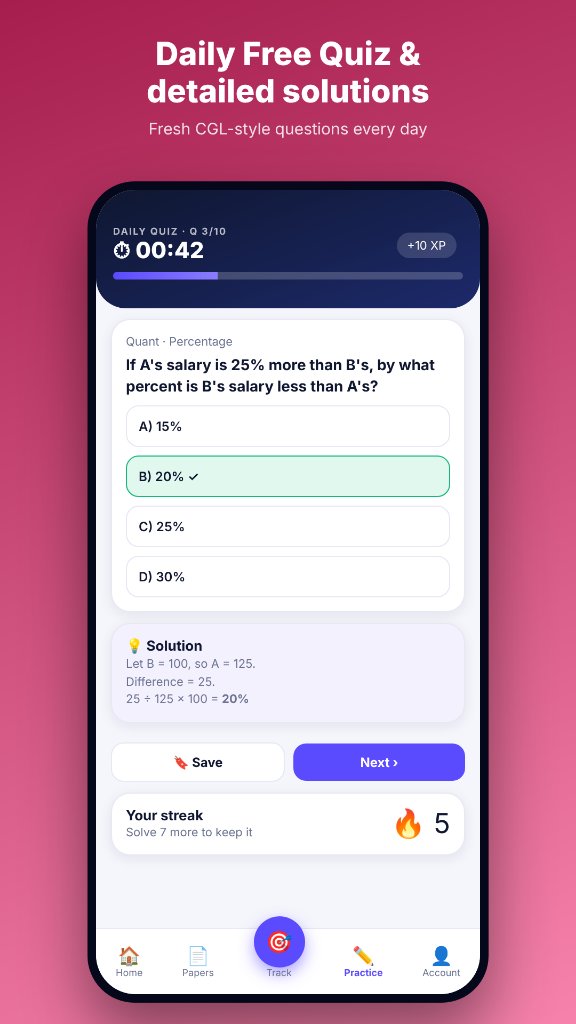 Daily Free Quiz &
detailed solutions
Fresh CGL-style questions every day
DAILY QUIZ · Q 3/10
⏱ 00:42
+10 XP
Quant · Percentage
If A's salary is 25% more than B's, by what
percent is B's salary less than A's?
A) 15%
B) 20% ✓
C) 25%
D) 30%
💡 Solution
Let B = 100, so A = 125.
Difference = 25.
25 ÷ 125 × 100 = 20%
🔖 Save
Next ›
Your streak
Solve 7 more to keep it
🔥 5
Home
Papers
Track
Practice
Account